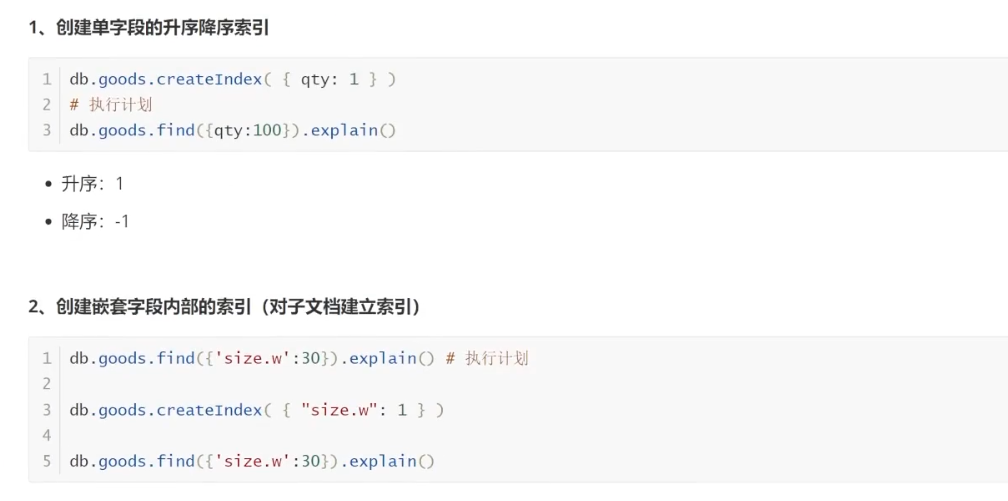 1、创建单字段的升序降序索引
1 db.goods.createIndex( { qty: 1 } )
2 # 执行计划
3 db.goods.find({qty:100}).explain()
• 升序：1
• 降序：-1
2、创建嵌套字段内部的索引（对子文档建立索引）
1 db.goods.find({'size.w':30}).explain() # 执行计划
2
3 db.goods.createIndex( { "size.w": 1 } )
4
5 db.goods.find({'size.w':30}).explain()